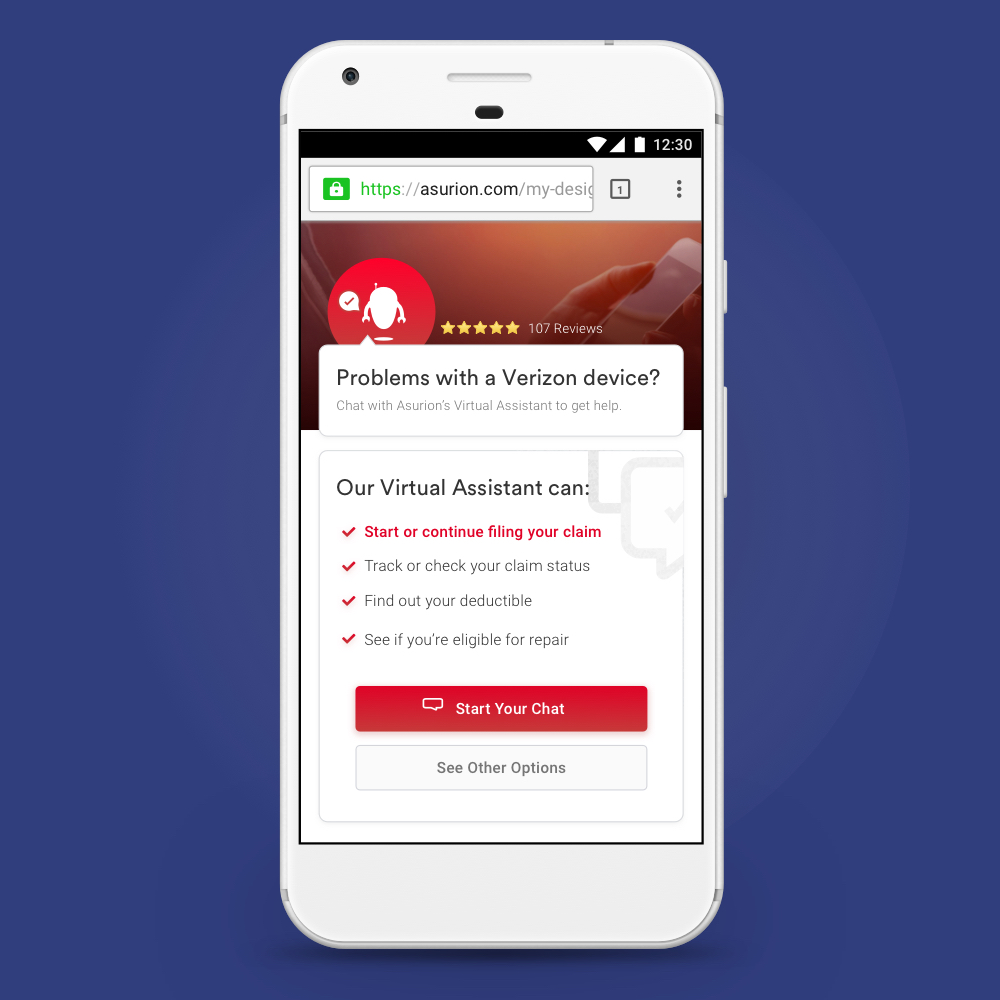 12:30
https://asurion.com/my-desig
1
107 Reviews
Problems with a Verizon device?
Chat with Asurion’s Virtual Assistant to get help.
Our Virtual Assistant can:
Start or continue filing your claim
Track or check your claim status
Find out your deductible
See if you’re eligible for repair
Start Your Chat
See Other Options